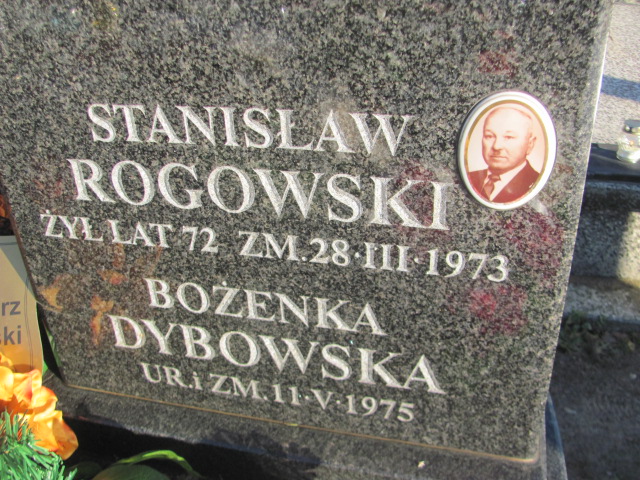 STANISŁAW
ROGOWSKI
ŻYŁ LAT 72 ZM. 28·III·1973
BOŻENKA
DYBOWSKA
UR. i ZM. 11·V·1975